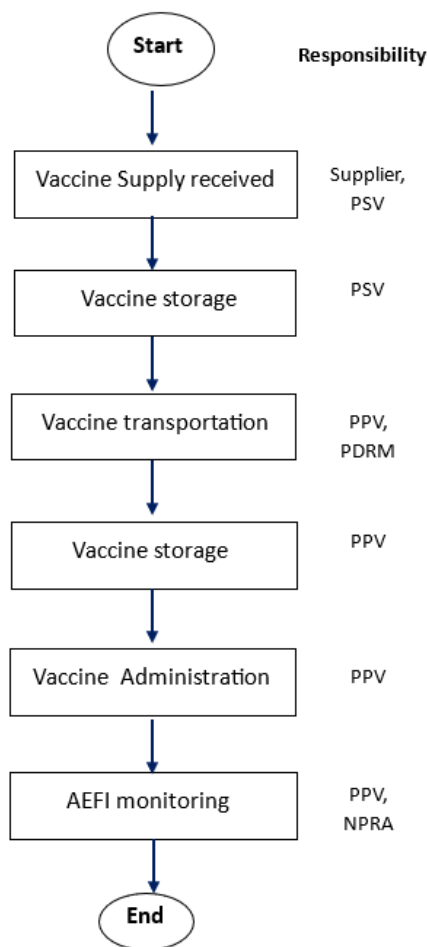 Start
Responsibility
Vaccine Supply received
Supplier,
PSV
Vaccine storage
PSV
Vaccine transportation
PPV,
PDRM
Vaccine storage
PPV
Vaccine Administration
PPV
AEFI monitoring
PPV,
NPRA
End